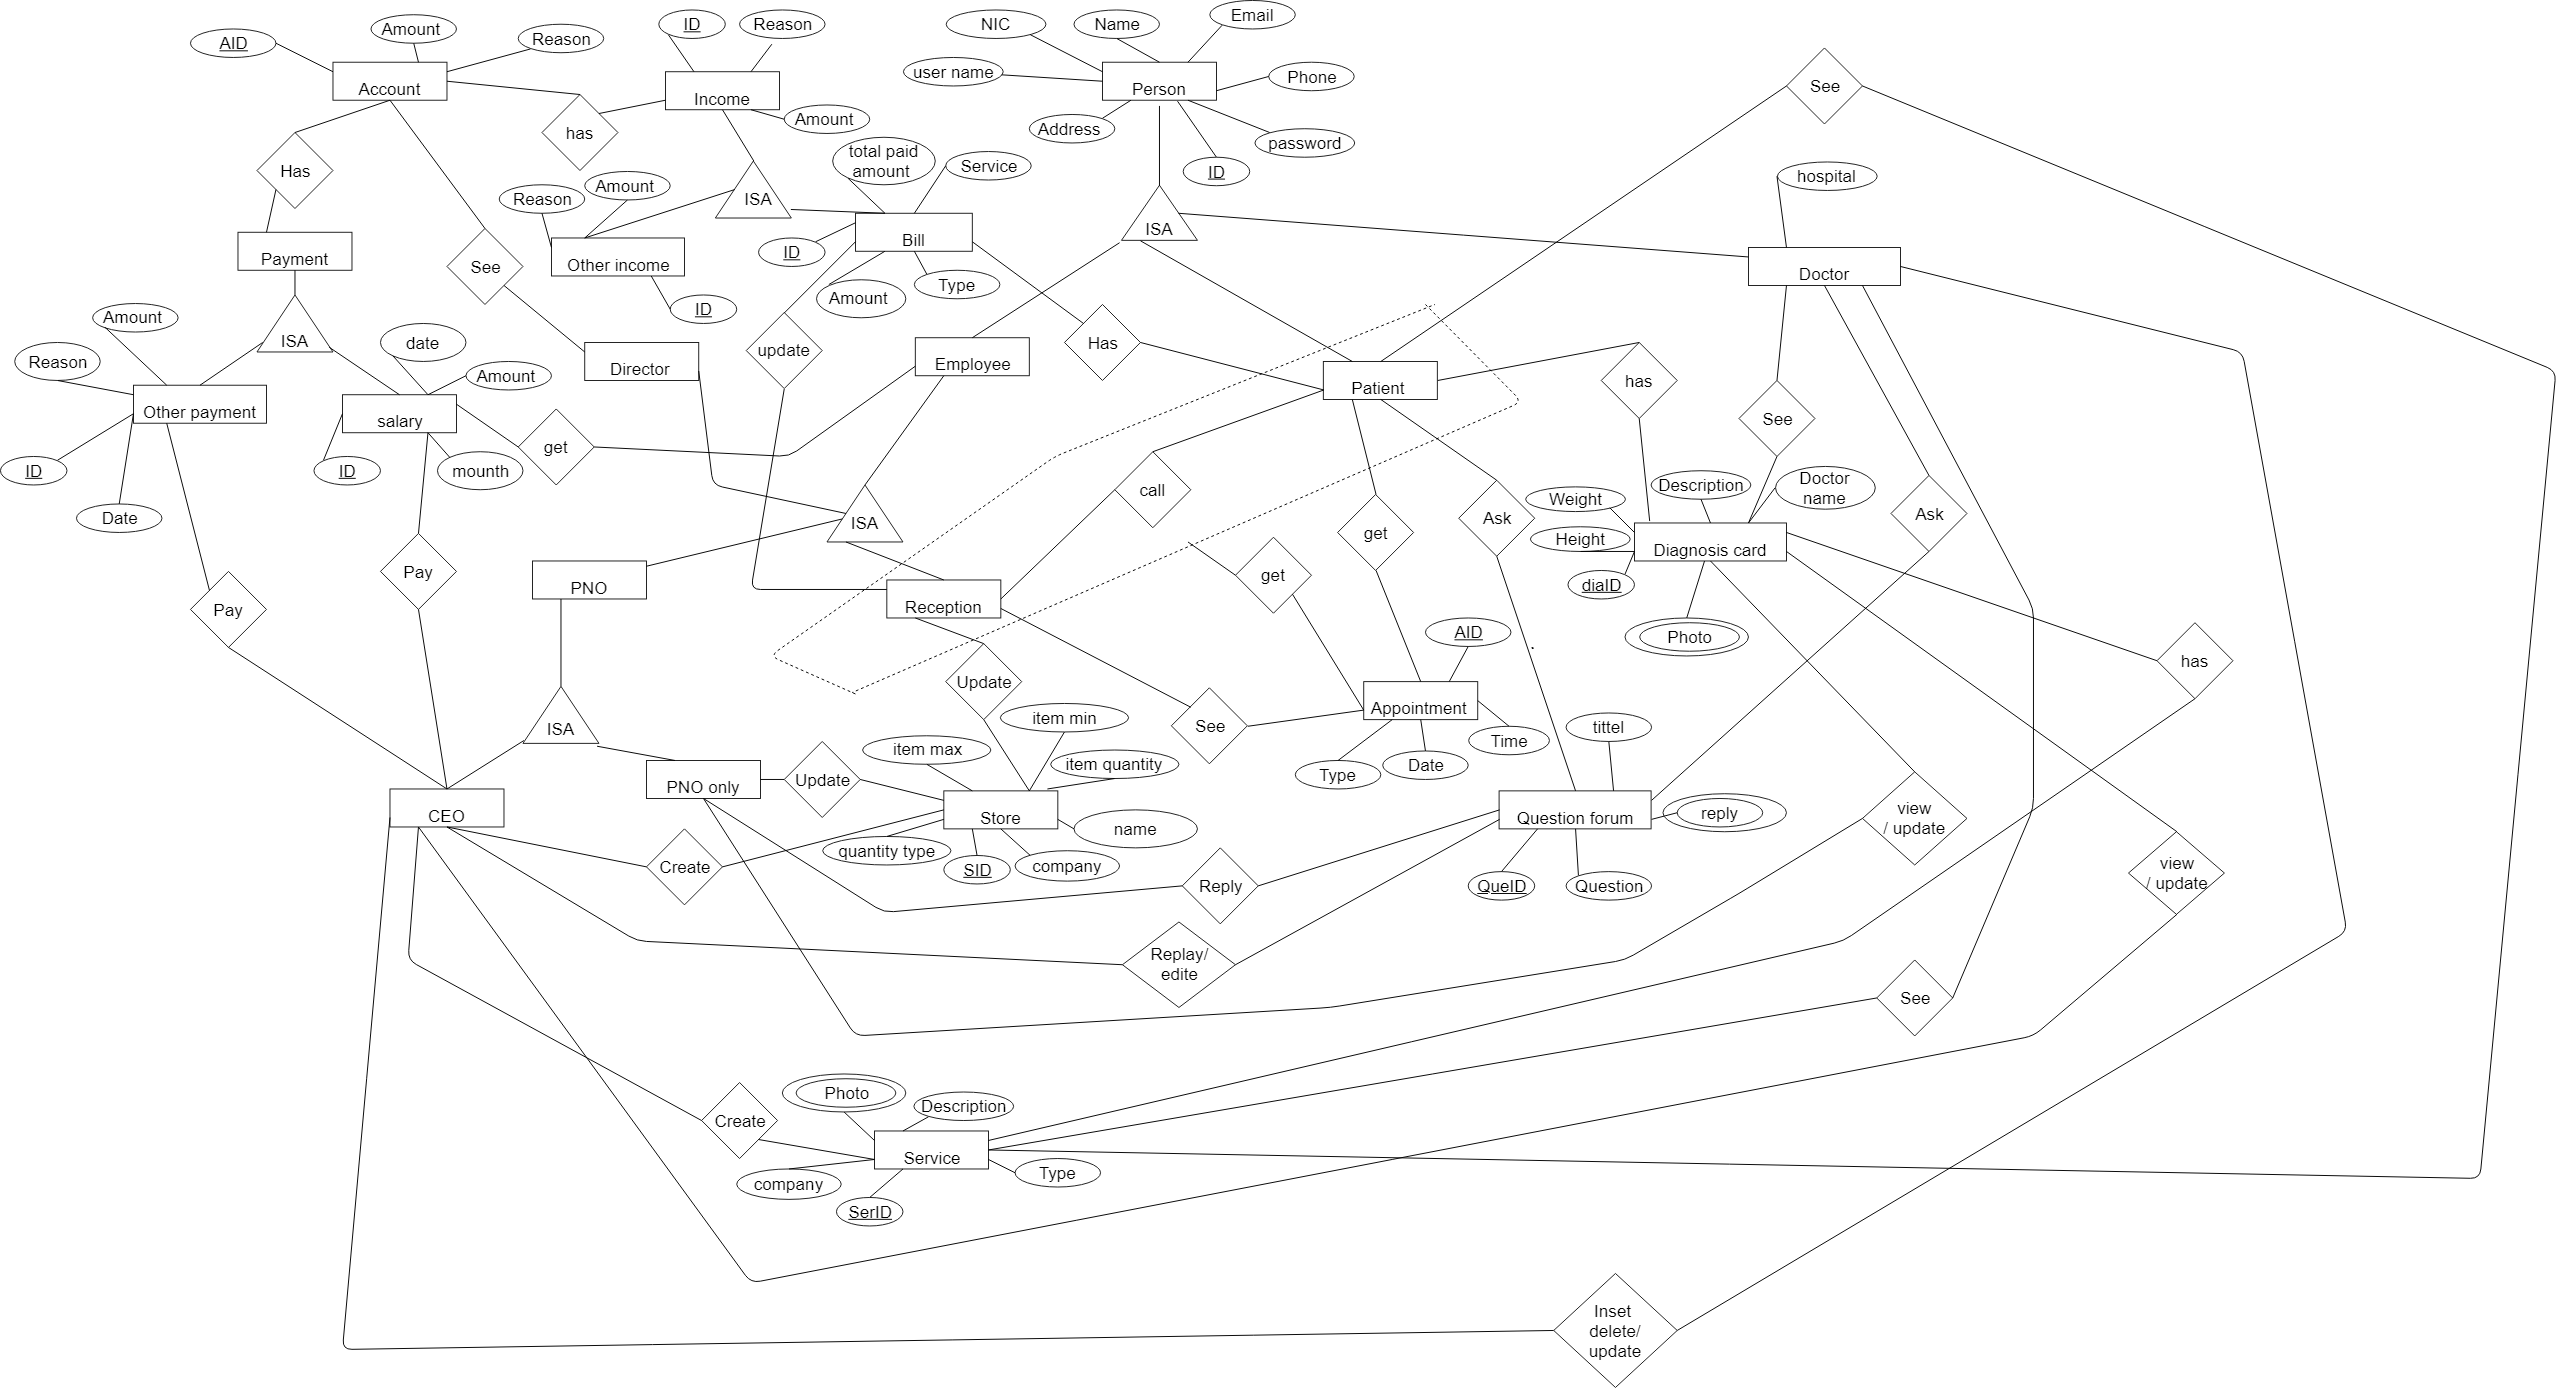 ID
Reason
Email
NIC
Name
Amount
AID
Reason
user name
Phone
Account
Income
Person
See
Amount
Address
has
password
total paid
amount
Service
Has
ID
hospital
Reason
Amount
ISA
ISA
Bill
ID
Payment
See
Other income
Doctor
Amount
Type
ID
Amount
ISA
date
Has
update
Reason
Director
Employee
Amount
Patient
has
Other payment
salary
See
get
ID
ID
mounth
call
Description
Doctor
name
Weight
Date
ISA
get
Ask
Ask
Height
Diagnosis card
Pay
get
PNO
diaID
Pay
Reception
AID
Photo
has
Update
Appointment
item min
See
tittel
ISA
item max
Time
item quantity
Date
Type
PNO only
Update
CEO
Store
Question forum
reply
view
/ update
name
quantity type
Create
SID
company
Reply
QueID
Question
view
/ update
Replay/
edite
See
Photo
Description
Create
Service
company
Type
SerID
Inset
delete/
update